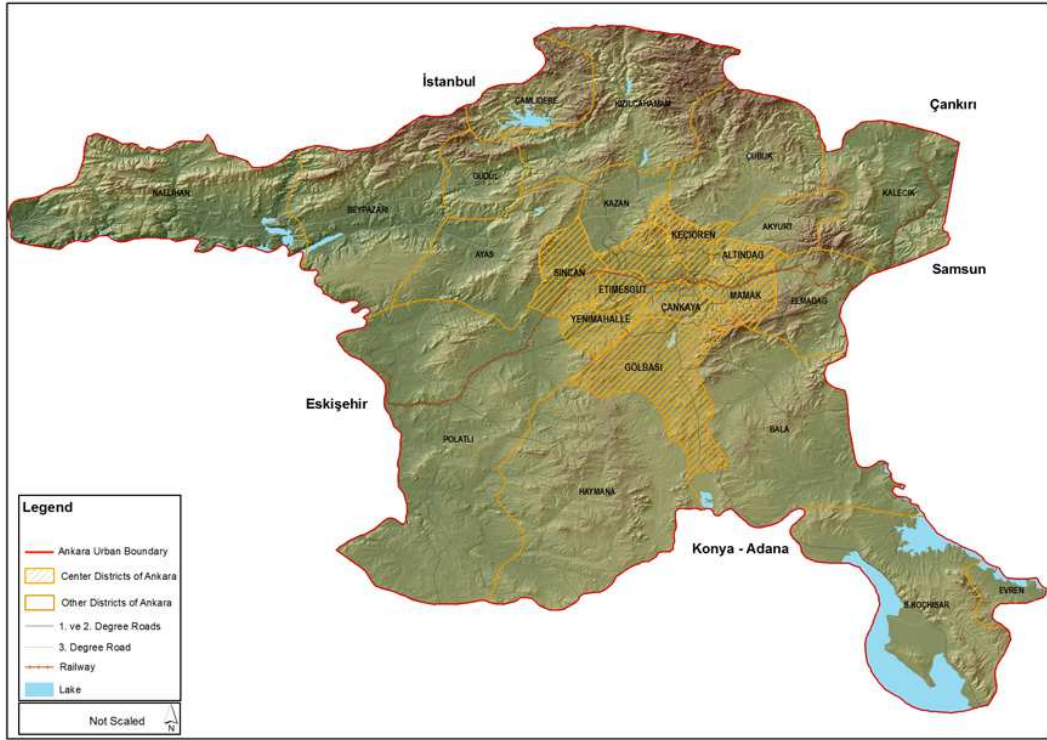 İstanbul
Çankırı
ÇAMLIDERE
KIZILCAHAMAM
ÇUBUK
NALLIHAN
GÜDÜL
KALECİK
BEYPAZARI
KAZAN
AKYURT
KEÇİÖREN
AYAŞ
ALTINDAĞ
Samsun
SİNCAN
ETİMESGUT
MAMAK
ELMADAĞ
ÇANKAYA
YENİMAHALLE
GÖLBAŞI
Eskişehir
POLATLI
BALA
HAYMANA
Konya - Adana
EVREN
Ş.KOÇHİSAR
Legend
Ankara Urban Boundary
Center Districts of Ankara
Other Districts of Ankara
1. ve 2. Degree Roads
3. Degree Road
Railway
Lake
Not Scaled
N